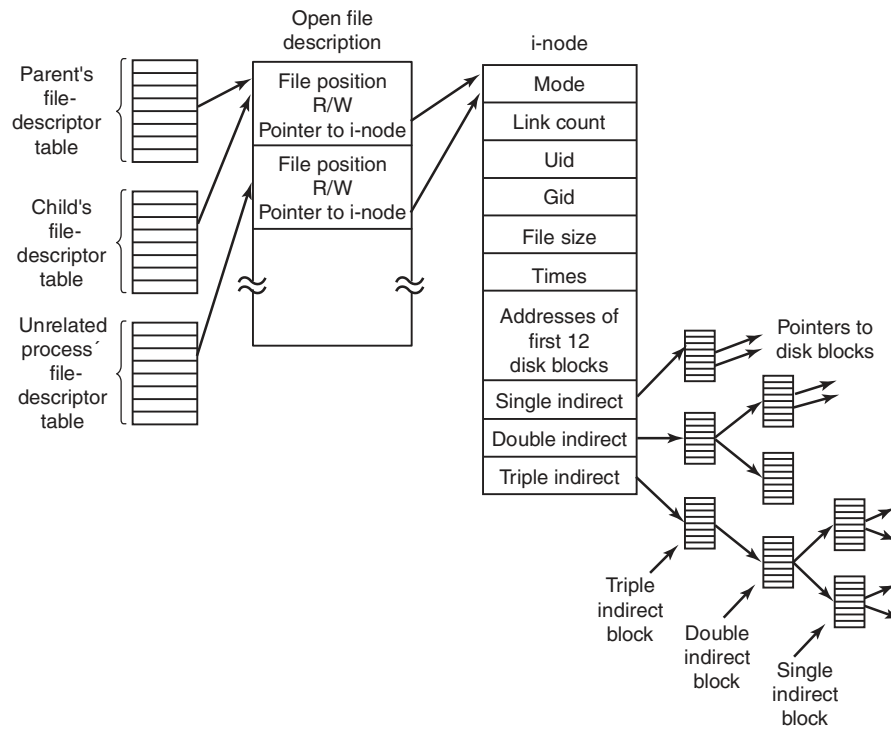 Open file
description
i-node
Parent's
file-
descriptor
table
Child's
file-
descriptor
table
Unrelated
process´
file-
descriptor
table
File position
R/W
Pointer to i-node
File position
R/W
Pointer to i-node
Mode
Link count
Uid
Gid
File size
Times
Addresses of
first 12
disk blocks
Single indirect
Double indirect
Triple indirect
Pointers to
disk blocks
Triple
indirect
block
Double
indirect
block
Single
indirect
block